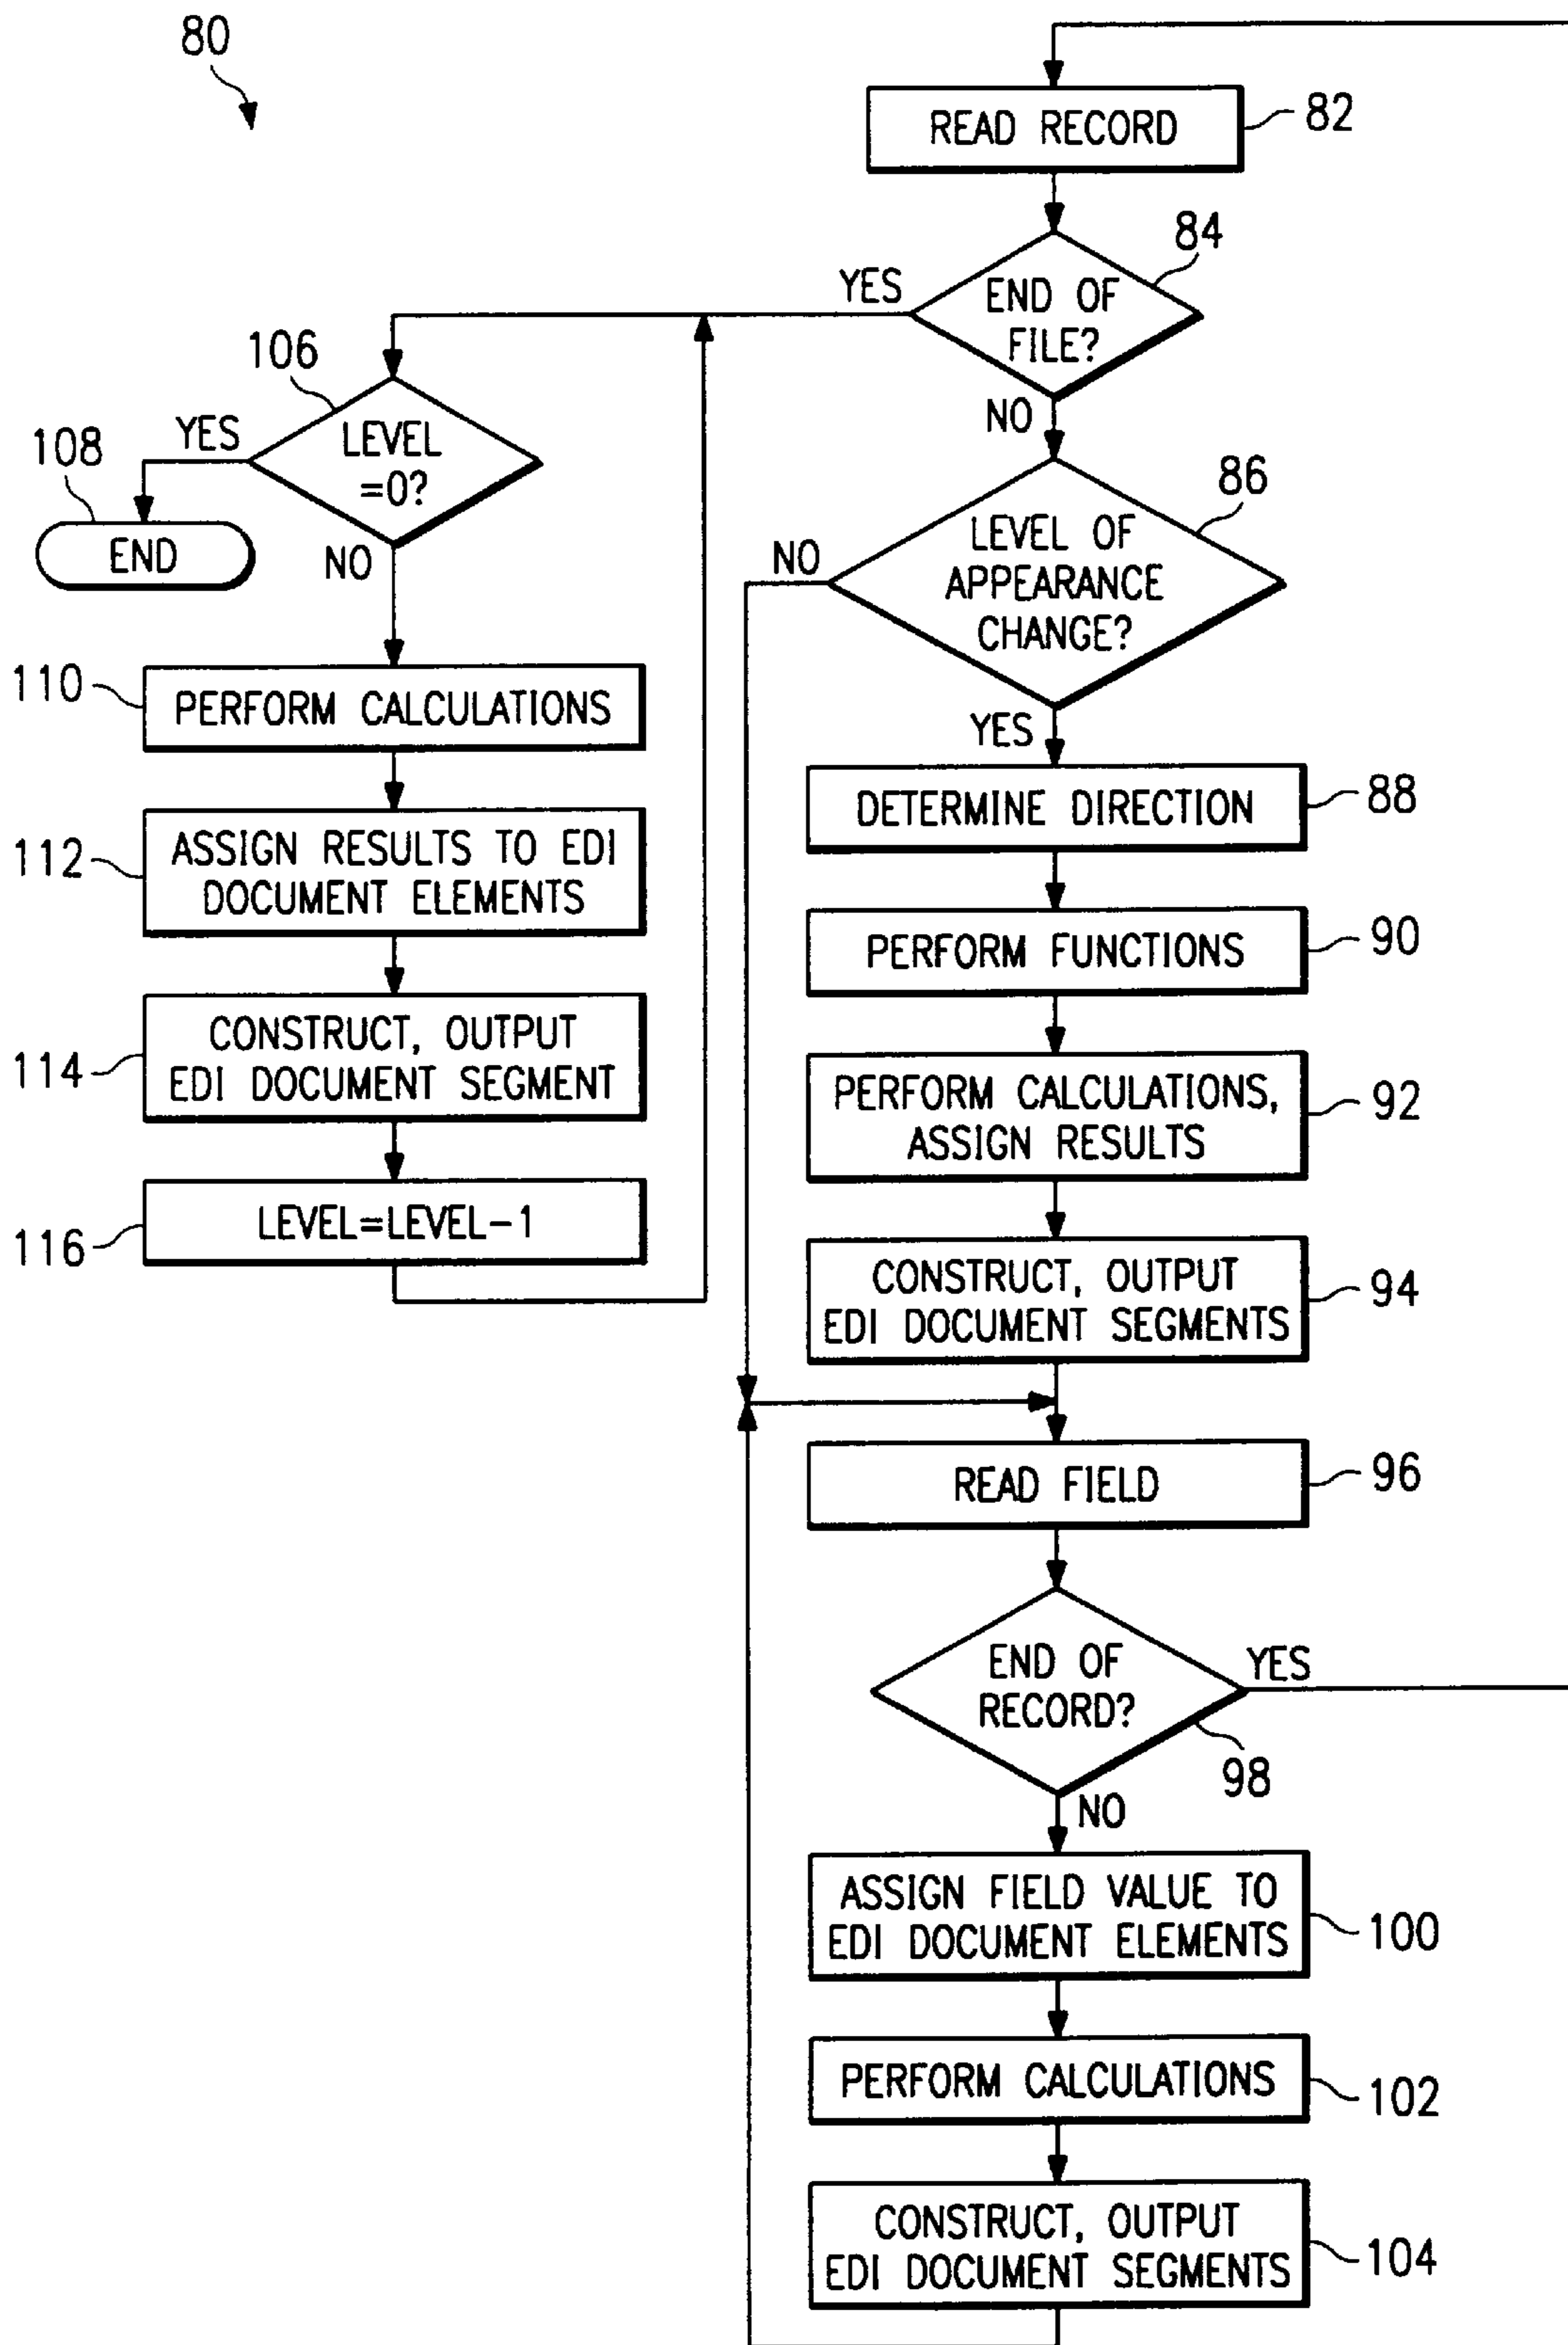 80
READ RECORD
82
84
END OF
FILE?
YES
NO
106
LEVEL
=0?
YES
NO
108
END
86
LEVEL OF
APPEARANCE
CHANGE?
NO
YES
110
PERFORM CALCULATIONS
112
ASSIGN RESULTS TO EDI
DOCUMENT ELEMENTS
114
CONSTRUCT, OUTPUT
EDI DOCUMENT SEGMENT
116
LEVEL=LEVEL-1
DETERMINE DIRECTION
88
PERFORM FUNCTIONS
90
PERFORM CALCULATIONS,
ASSIGN RESULTS
92
CONSTRUCT, OUTPUT
EDI DOCUMENT SEGMENTS
94
READ FIELD
96
END OF
RECORD?
YES
98
NO
ASSIGN FIELD VALUE TO
EDI DOCUMENT ELEMENTS
100
PERFORM CALCULATIONS
102
CONSTRUCT, OUTPUT
EDI DOCUMENT SEGMENTS
104